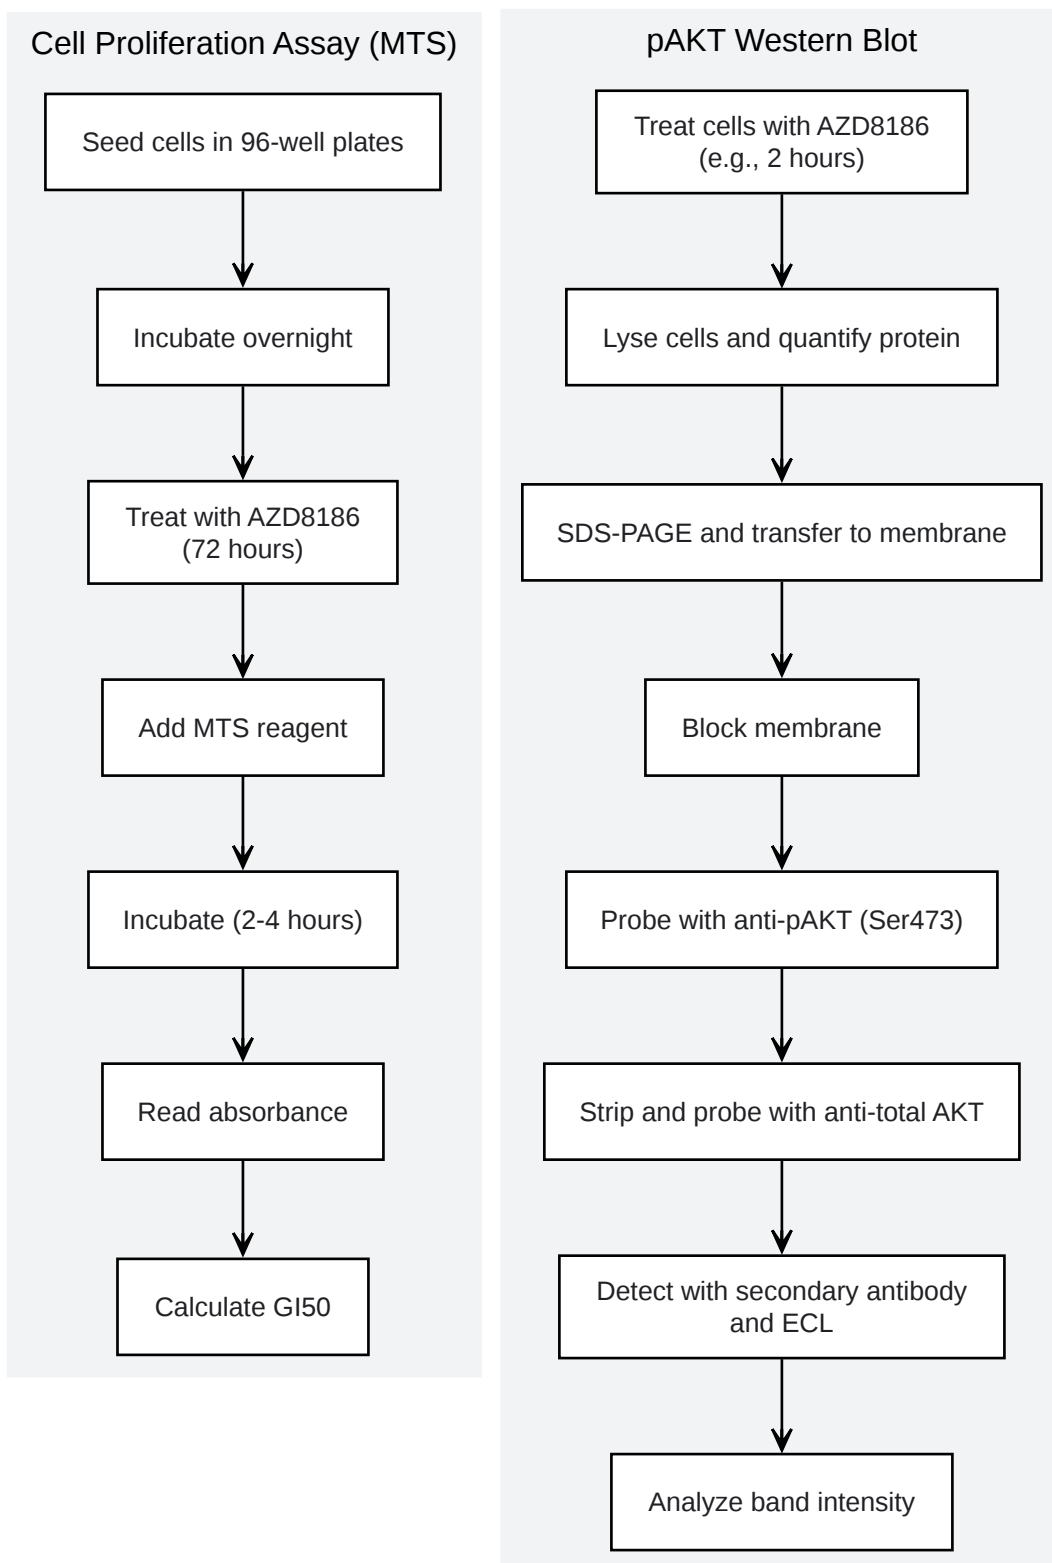 Cell Proliferation Assay (MTS)
Seed cells in 96-well plates
Incubate overnight
Treat with AZD8186
(72 hours)
Add MTS reagent
Incubate (2-4 hours)
Read absorbance
Calculate GI50
pAKT Western Blot
Treat cells with AZD8186
(e.g., 2 hours)
Lyse cells and quantify protein
SDS-PAGE and transfer to membrane
Block membrane
Probe with anti-pAKT (Ser473)
Strip and probe with anti-total AKT
Detect with secondary antibody
and ECL
Analyze band intensity